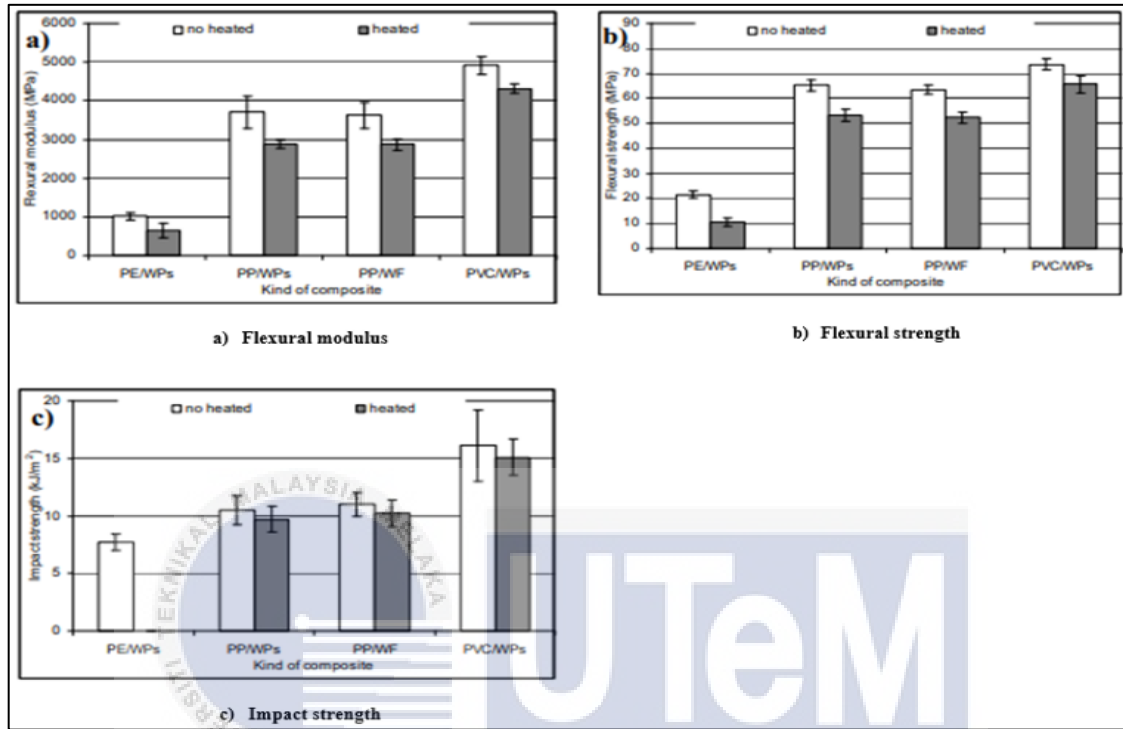 a)
no heated heated
6000
5000
4000
3000
2000
1000
0
Flexural modulus (MPa)
PE/WPs PP/WPs PP/WF PVC/WPs
Kind of composite
a) Flexural modulus
b)
no heated heated
90
80
70
60
50
40
30
20
10
0
Flexural strength (MPa)
PE/WPs PP/WPs PP/WF PVC/WPs
Kind of composite
b) Flexural strength
c)
no heated heated
20
15
10
5
0
Impact strength (kJ/m²)
PE/WPs PP/WPs PP/WF PVC/WPs
Kind of composite
c) Impact strength
ERSITI TEKNIKAL MALAYSIA MELAKA
UTeM